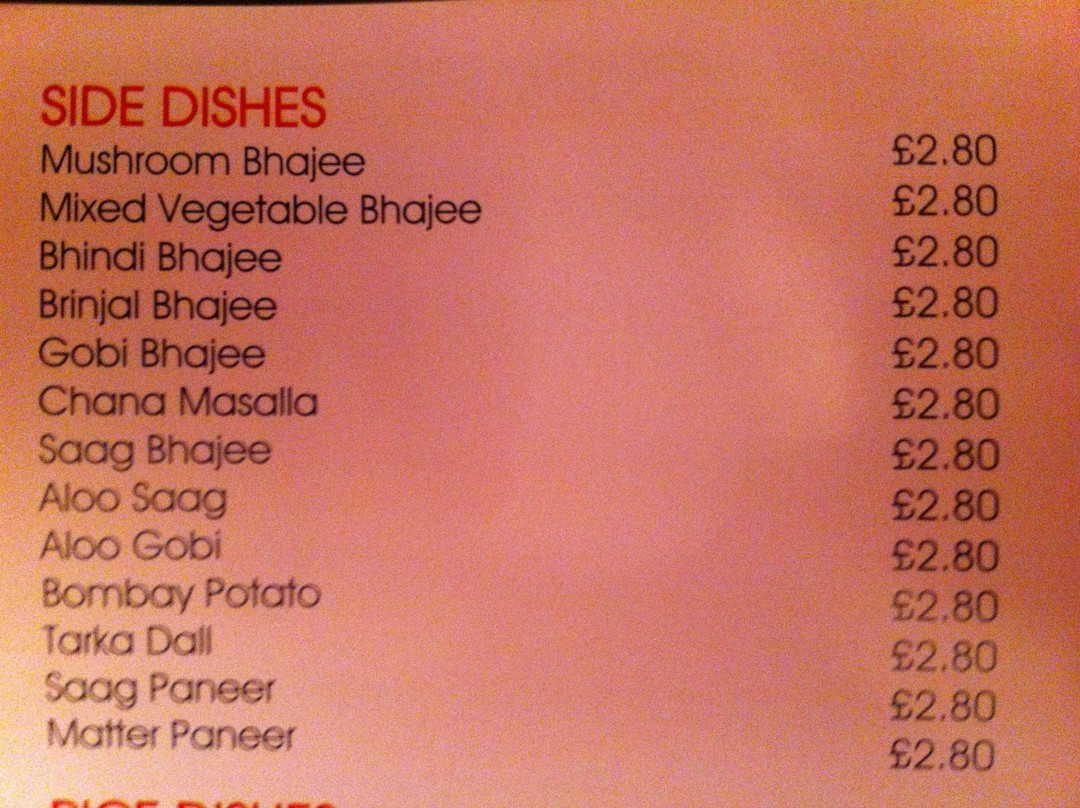 SIDE DISHES
Mushroom Bhajee £2.80
Mixed Vegetable Bhajee £2.80
Bhindi Bhajee £2.80
Brinjal Bhajee £2.80
Gobi Bhajee £2.80
Chana Masalla £2.80
Saag Bhajee £2.80
Aloo Saag £2.80
Aloo Gobi £2.80
Bombay Potato £2.80
Tarka Dall £2.80
Saag Paneer £2.80
Matter Paneer £2.80
RICE DISHES